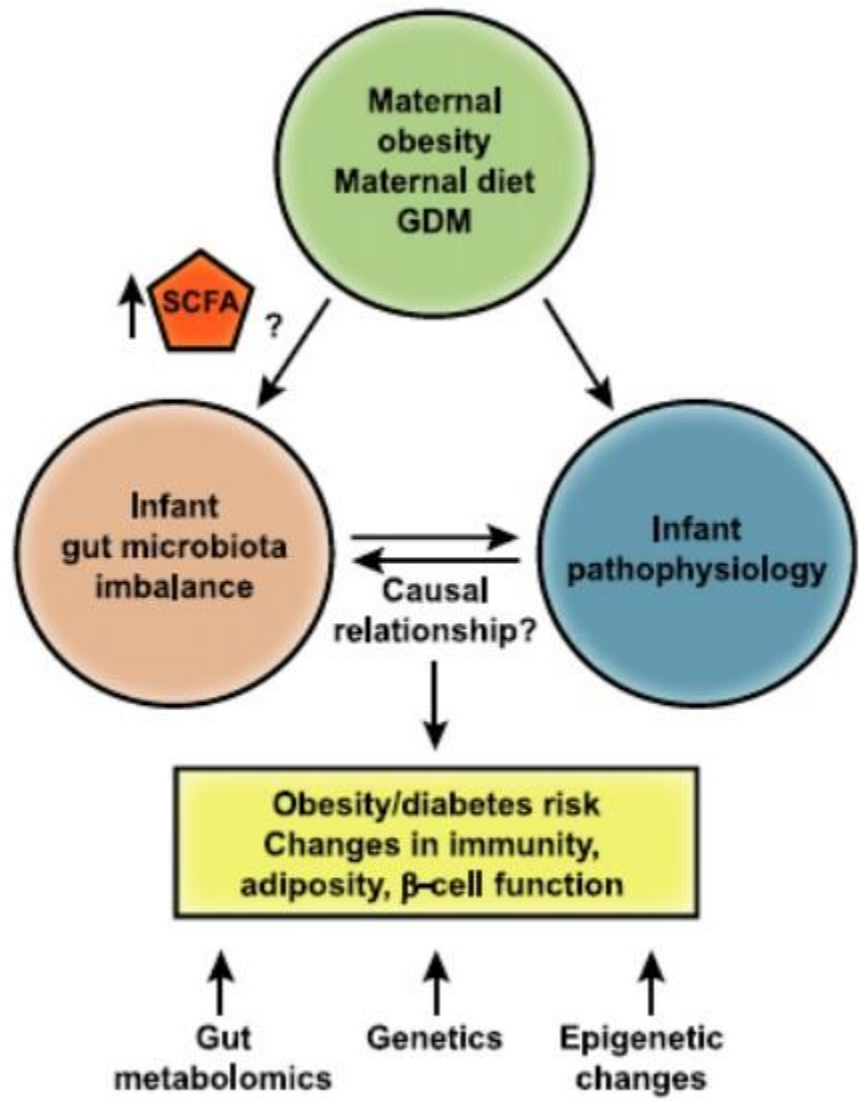 Maternal
obesity
Maternal diet
GDM
SCFA
?
Infant
gut microbiota
imbalance
Infant
pathophysiology
Causal
relationship?
Obesity/diabetes risk
Changes in immunity,
adiposity, β-cell function
Gut
metabolomics
Genetics
Epigenetic
changes